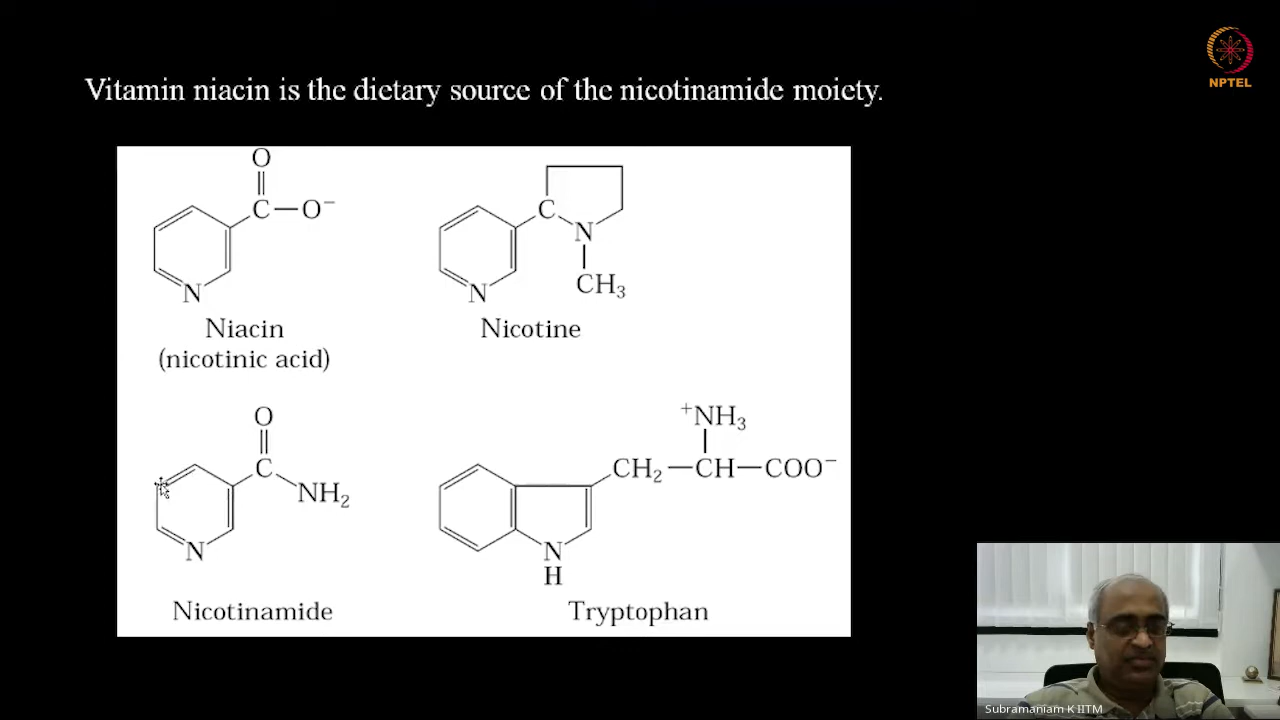 Vitamin niacin is the dietary source of the nicotinamide moiety.
NPTEL
O
C—O⁻
N
Niacin
(nicotinic acid)
C
N
CH₃
N
Nicotine
O
C
NH₂
N
Nicotinamide
⁺NH₃
CH₂—CH—COO⁻
N
H
Tryptophan
Subramaniam K IITM